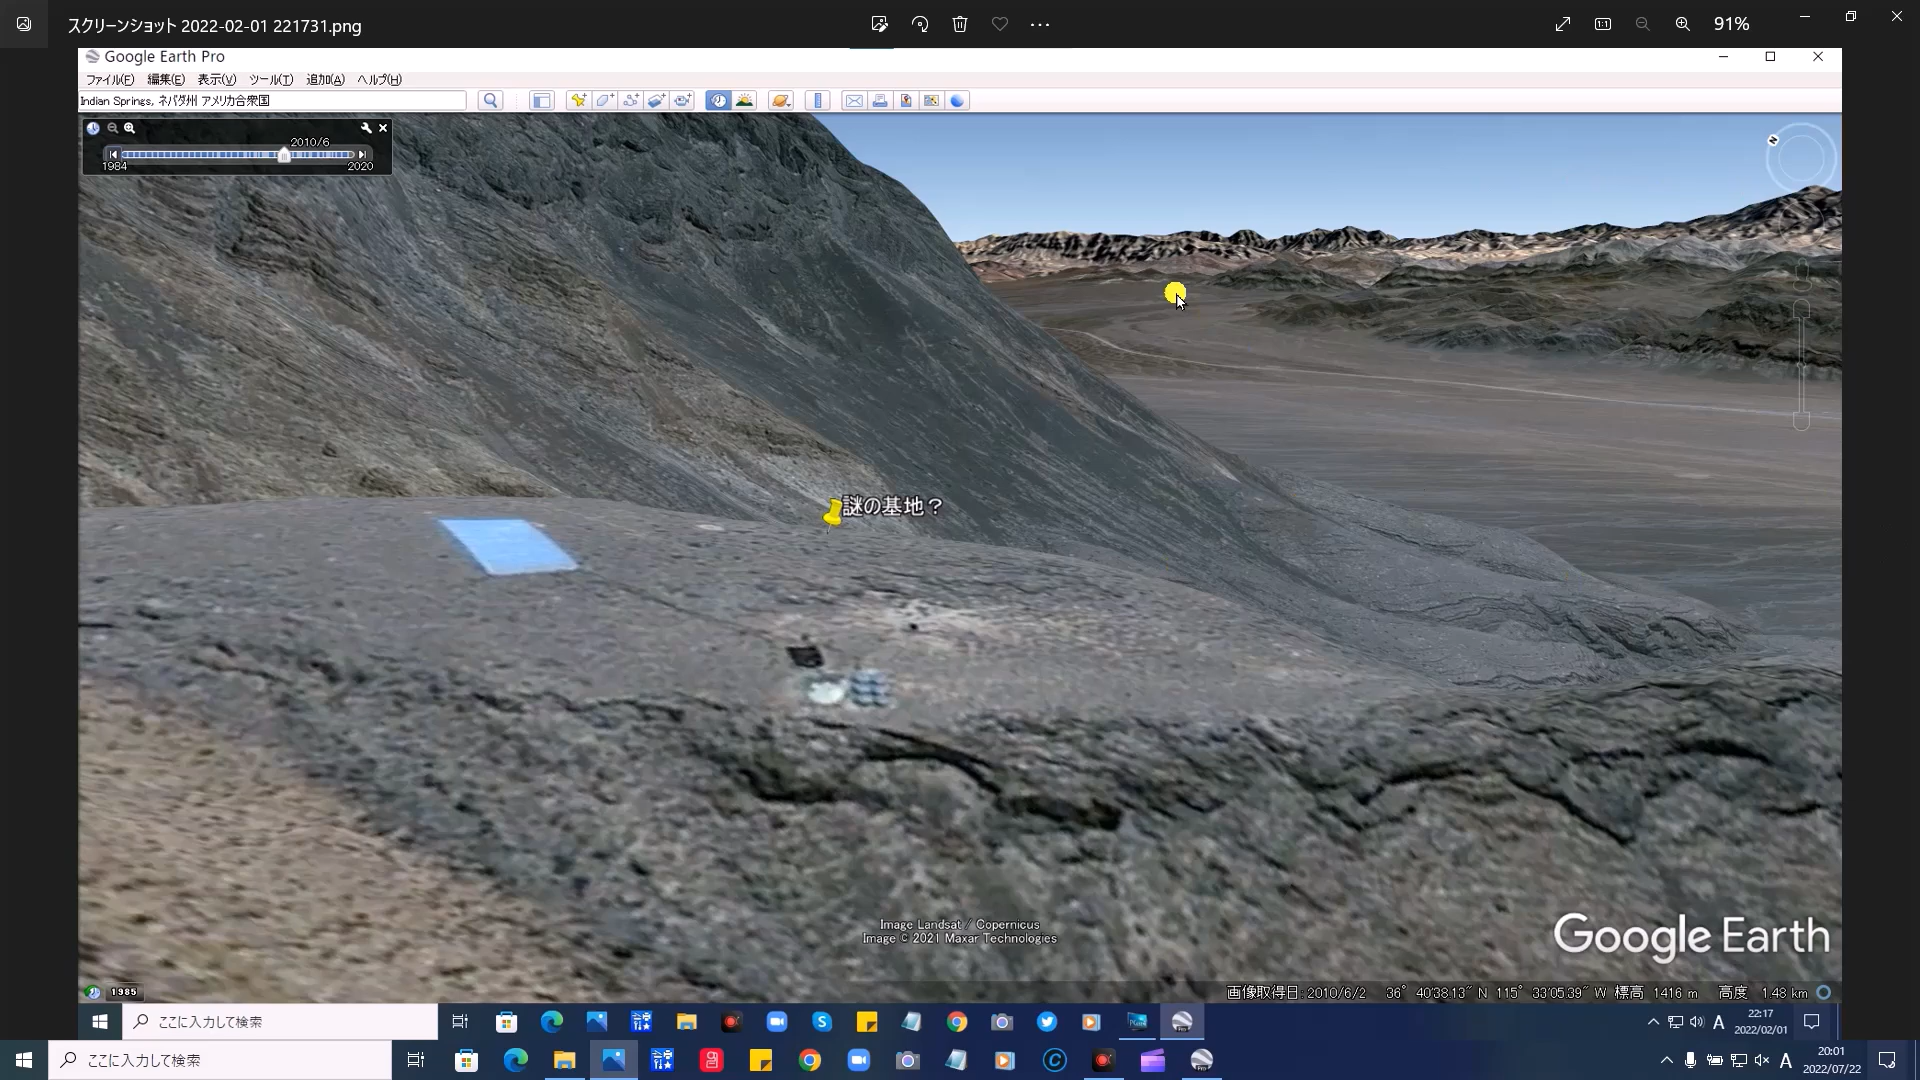 スクリーンショット 2022-02-01 221731.png
91%
Google Earth Pro
ファイル(F) 編集(E) 表示(V) ツール(T) 追加(A) ヘルプ(H)
Indian Springs, ネバダ州 アメリカ合衆国
2010/6
1984
2020
N
謎の基地？
Image Landsat / Copernicus
Image © 2021 Maxar Technologies
Google Earth
1985
画像取得日: 2010/6/2 36° 40'38.13" N 115° 33'05.39" W 標高 1416 m 高度 1.48 km
ここに入力して検索
A
22:17
2022/02/01
ここに入力して検索
A
20:01
2022/07/22